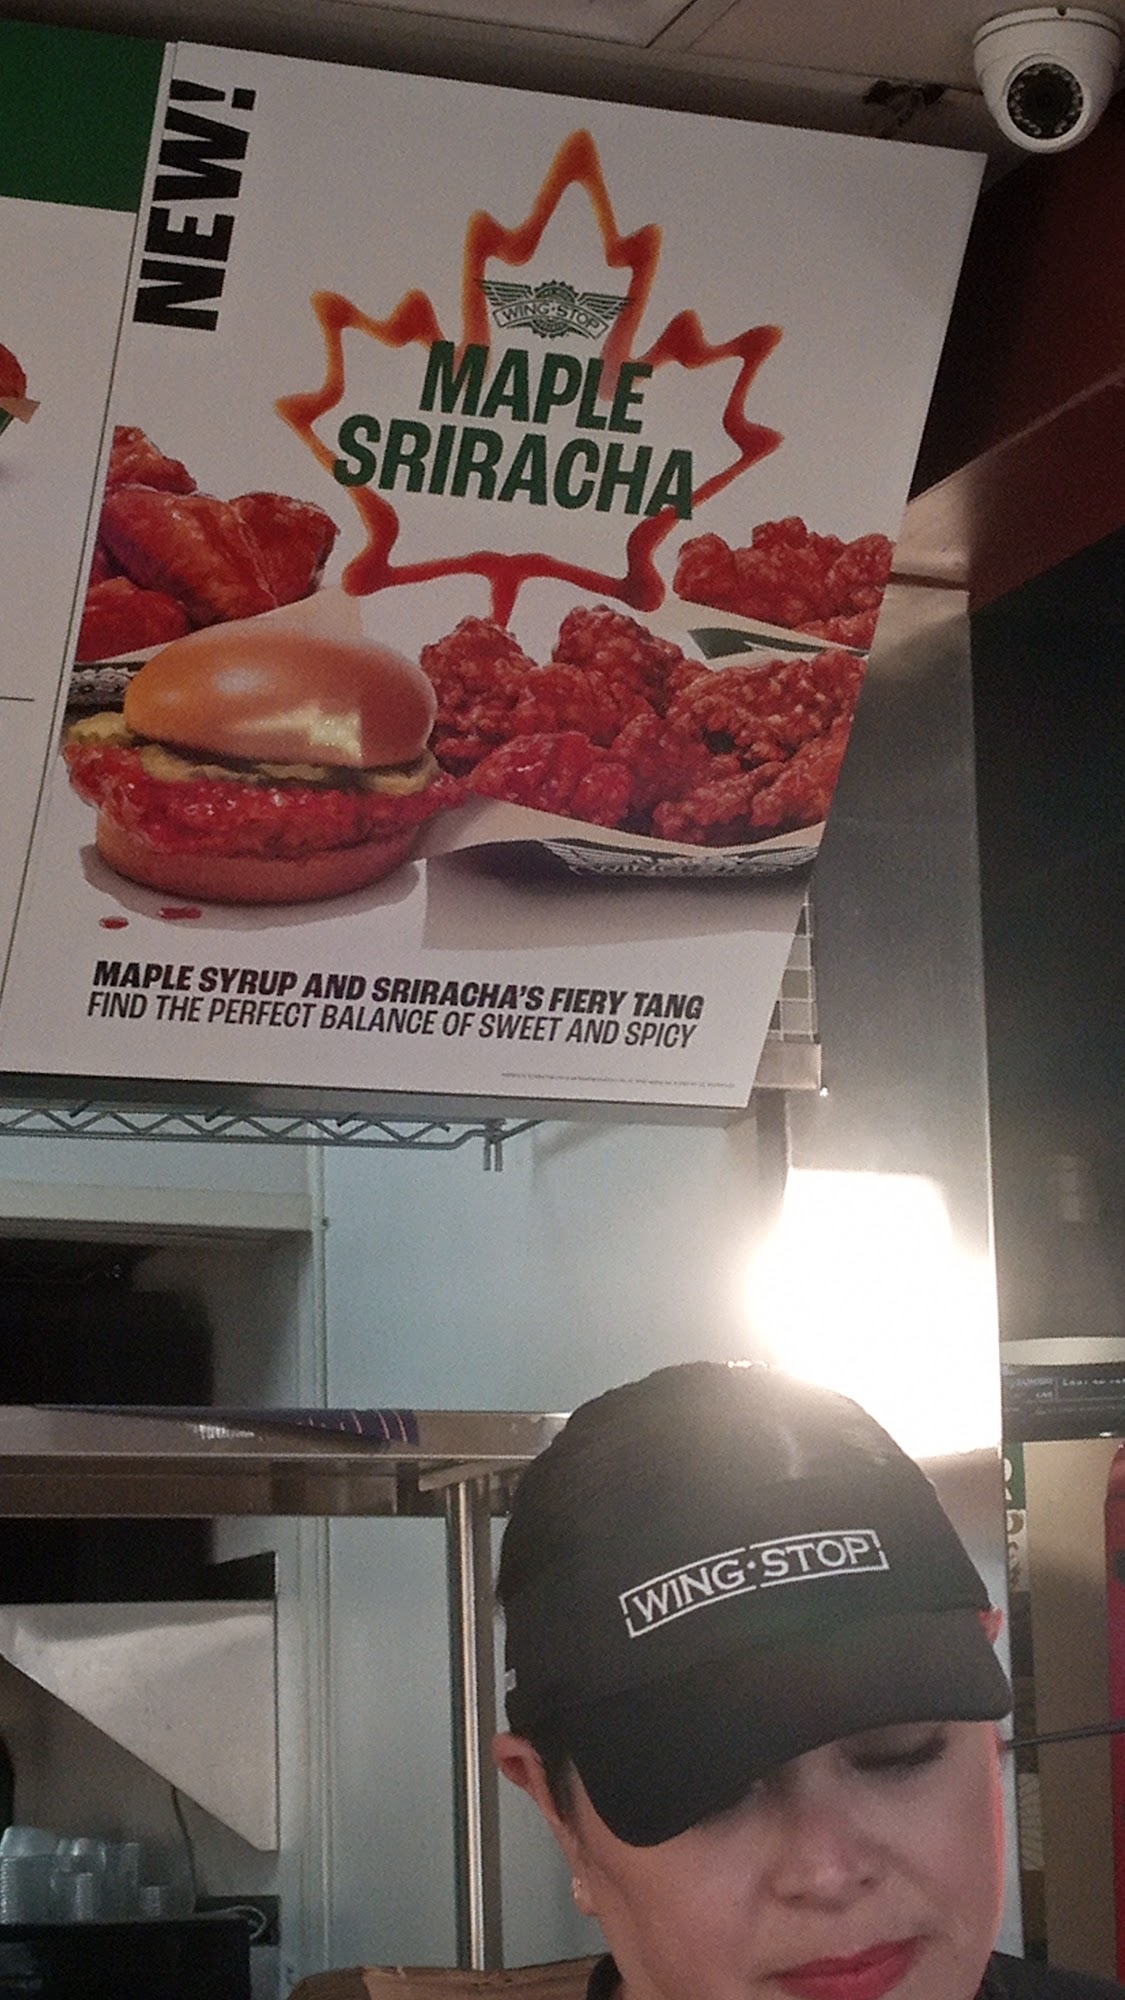 NEW!
WING·STOP
MAPLE
SRIRACHA
MAPLE SYRUP AND SRIRACHA'S FIERY TANG
FIND THE PERFECT BALANCE OF SWEET AND SPICY
WING·STOP